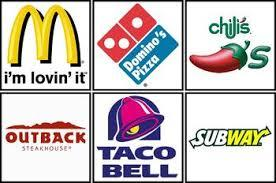 i'm lovin' it
Domino's
Pizza
chili's
OUTBACK
STEAKHOUSE®
TACO
BELL
SUBWAY